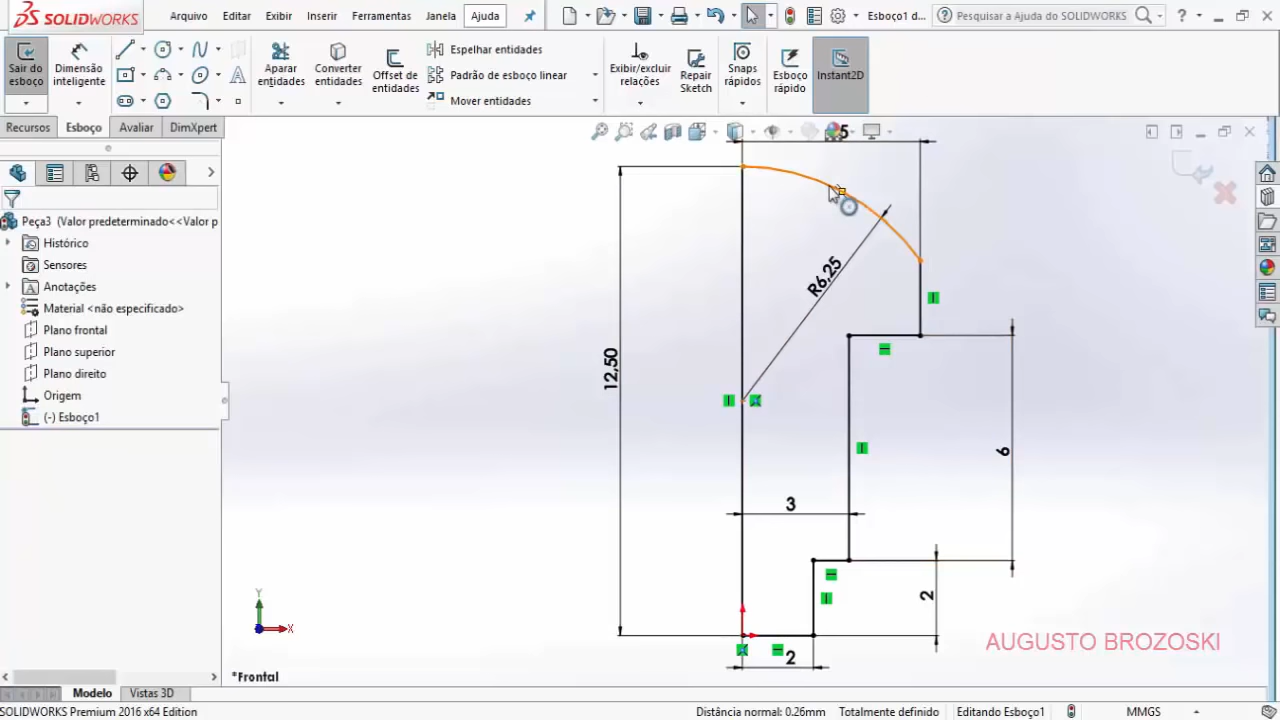 SOLIDWORKS
Arquivo
Editar
Exibir
Inserir
Ferramentas
Janela
Ajuda
Esboço1 d...
Pesquisar a Ajuda do SOLIDWORKS
Sair do esboço
Dimensão inteligente
Aparar entidades
Converter entidades
Offset de entidades
Espelhar entidades
Padrão de esboço linear
Mover entidades
Exibir/excluir relações
Repair Sketch
Snaps rápidos
Esboço rápido
Instant2D
Recursos
Esboço
Avaliar
DimXpert
Peça3 (Valor predeterminado<<Valor p
Histórico
Sensores
Anotações
Material <não especificado>
Plano frontal
Plano superior
Plano direito
Origem
(-) Esboço1
5
R6,25
12,50
6
3
2
2
Y
X
*Frontal
AUGUSTO BROZOSKI
Modelo
Vistas 3D
SOLIDWORKS Premium 2016 x64 Edition
Distância normal: 0.26mm
Totalmente definido
Editando Esboço1
MMGS